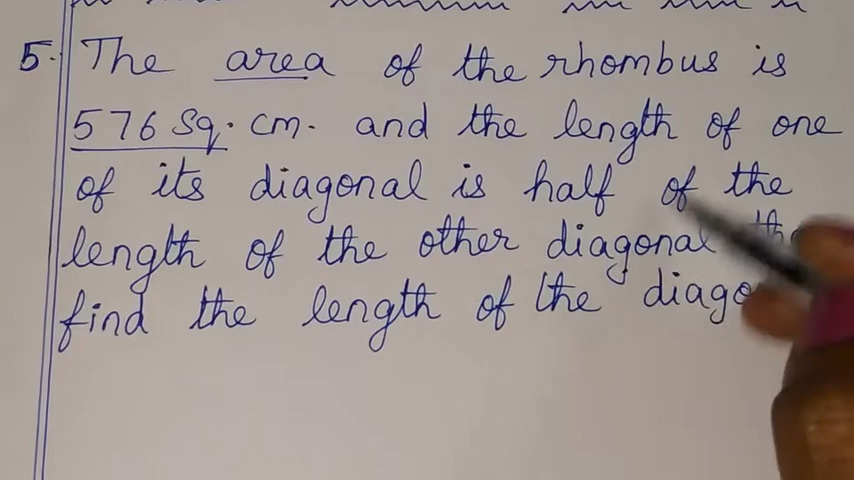 5. The area of the rhombus is
576 sq. cm. and the length of one
of its diagonal is half of the
length of the other diagonal
find the length of the